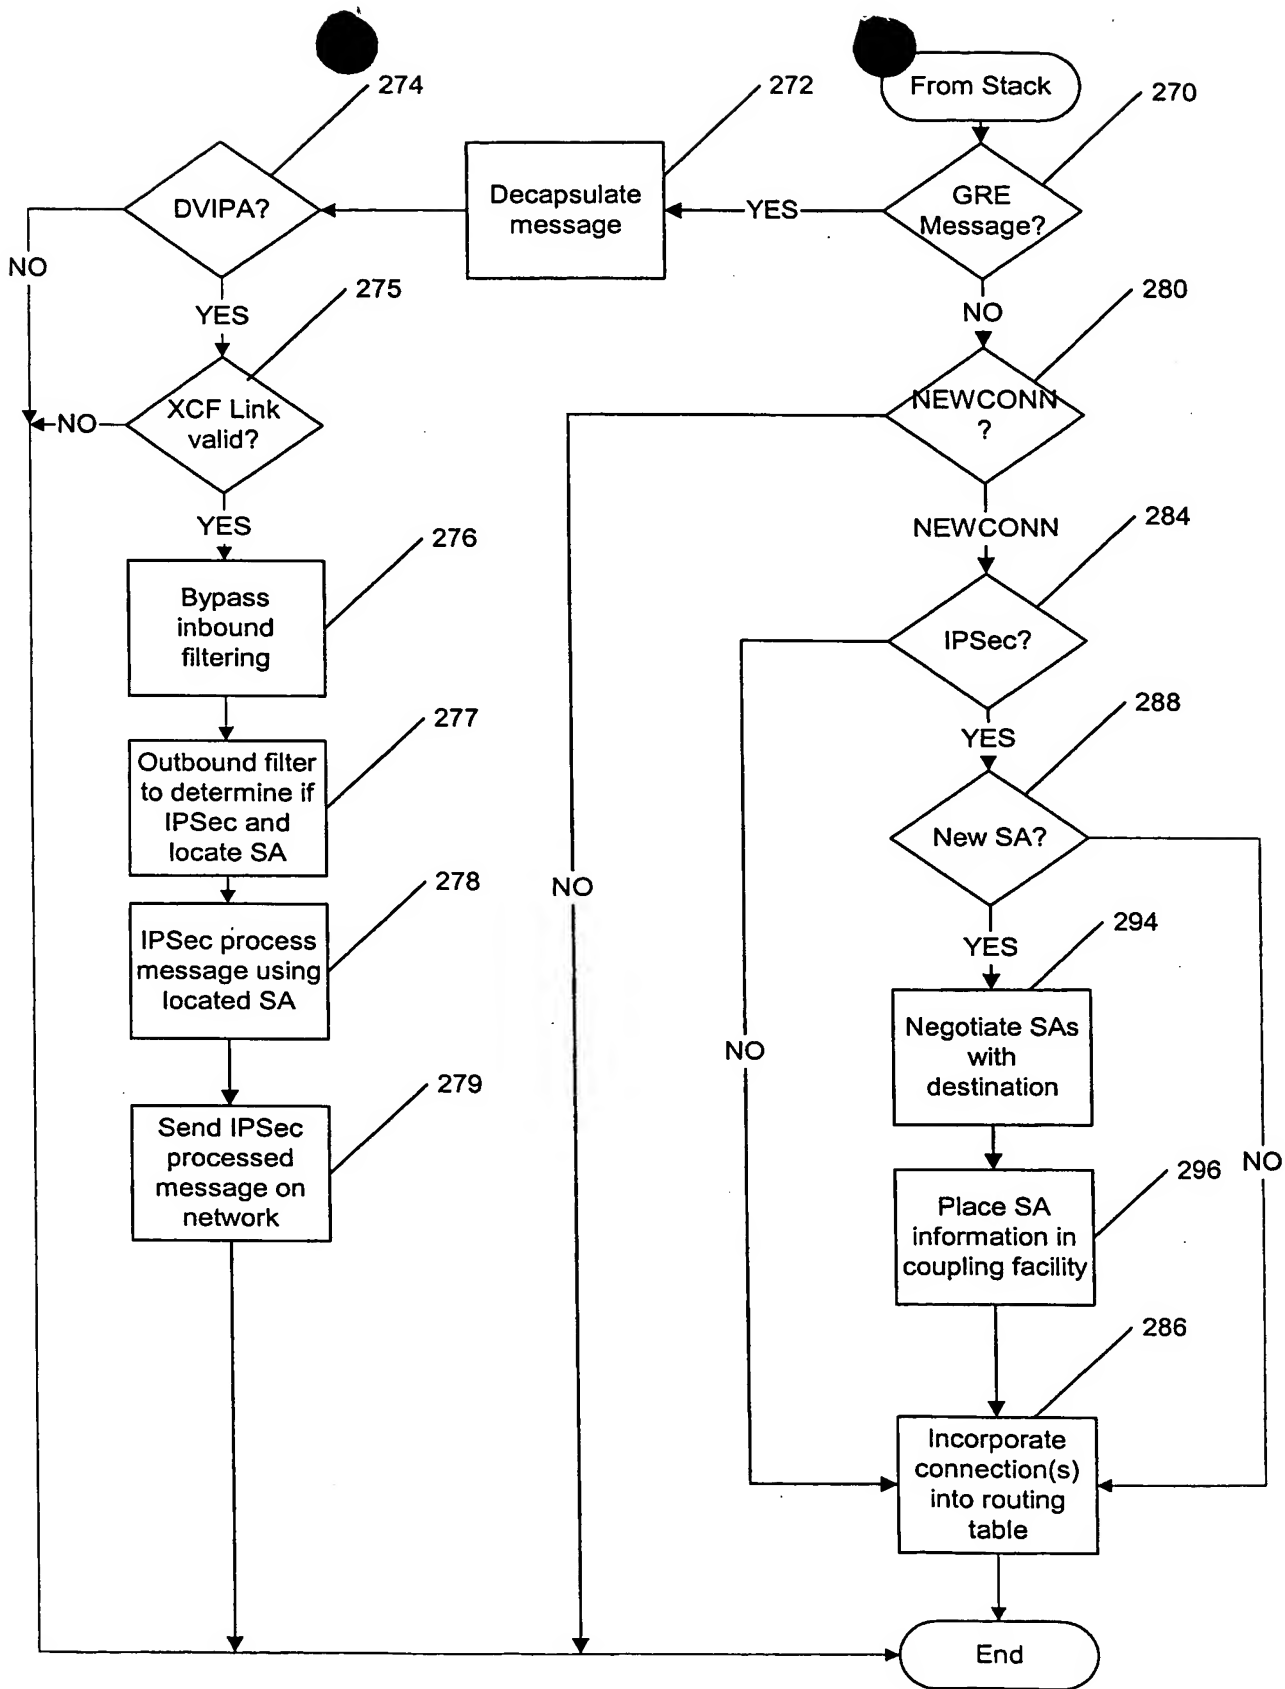 From Stack
274
272
270
DVIPA?
Decapsulate
message
YES
GRE
Message?
NO
275
YES
NO
280
XCF Link
valid?
NO
NEWCONN
?
YES
276
NEWCONN
284
Bypass
inbound
filtering
IPSec?
277
YES
288
Outbound filter
to determine if
IPSec and
locate SA
New SA?
278
NO
YES
294
IPSec process
message using
located SA
Negotiate SAs
with
destination
NO
279
Send IPSec
processed
message on
network
NO
296
Place SA
information in
coupling facility
286
Incorporate
connection(s)
into routing
table
End